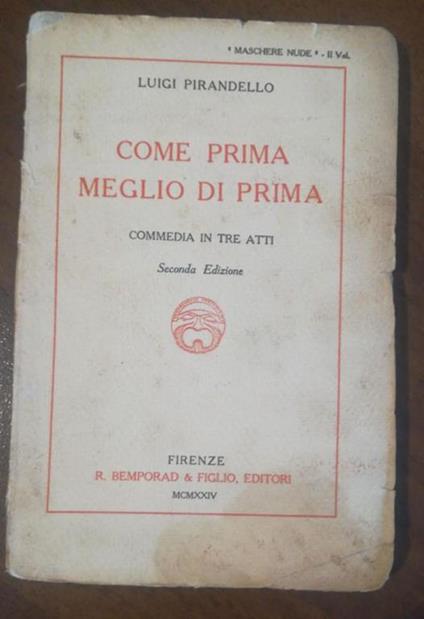 « MASCHERE NUDE » - II Vol.
LUIGI PIRANDELLO
COME PRIMA
MEGLIO DI PRIMA
COMMEDIA IN TRE ATTI
Seconda Edizione
FIRENZE
R. BEMPORAD & FIGLIO, EDITORI
MCMXXIV